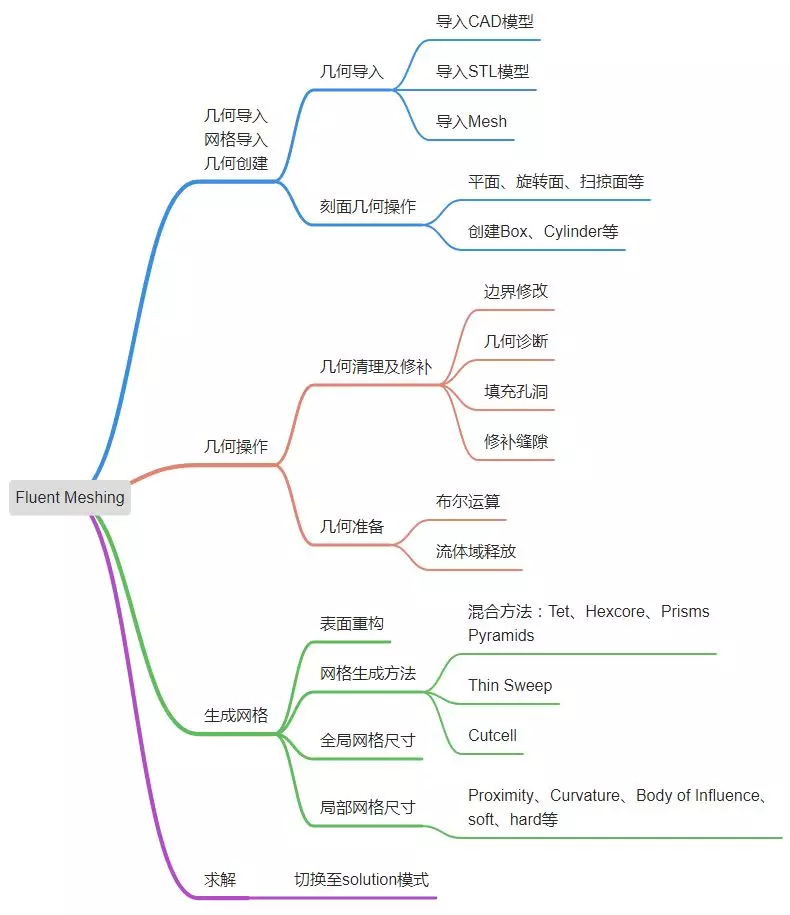 Fluent Meshing
几何导入
网格导入
几何创建
几何导入
导入CAD模型
导入STL模型
导入Mesh
刻面几何操作
平面、旋转面、扫掠面等
创建Box、Cylinder等
几何操作
几何清理及修补
边界修改
几何诊断
填充孔洞
修补缝隙
几何准备
布尔运算
流体域释放
生成网格
表面重构
网格生成方法
混合方法：Tet、Hexcore、Prisms
Pyramids
Thin Sweep
Cutcell
全局网格尺寸
局部网格尺寸
Proximity、Curvature、Body of Influence、
soft、hard等
求解
切换至solution模式